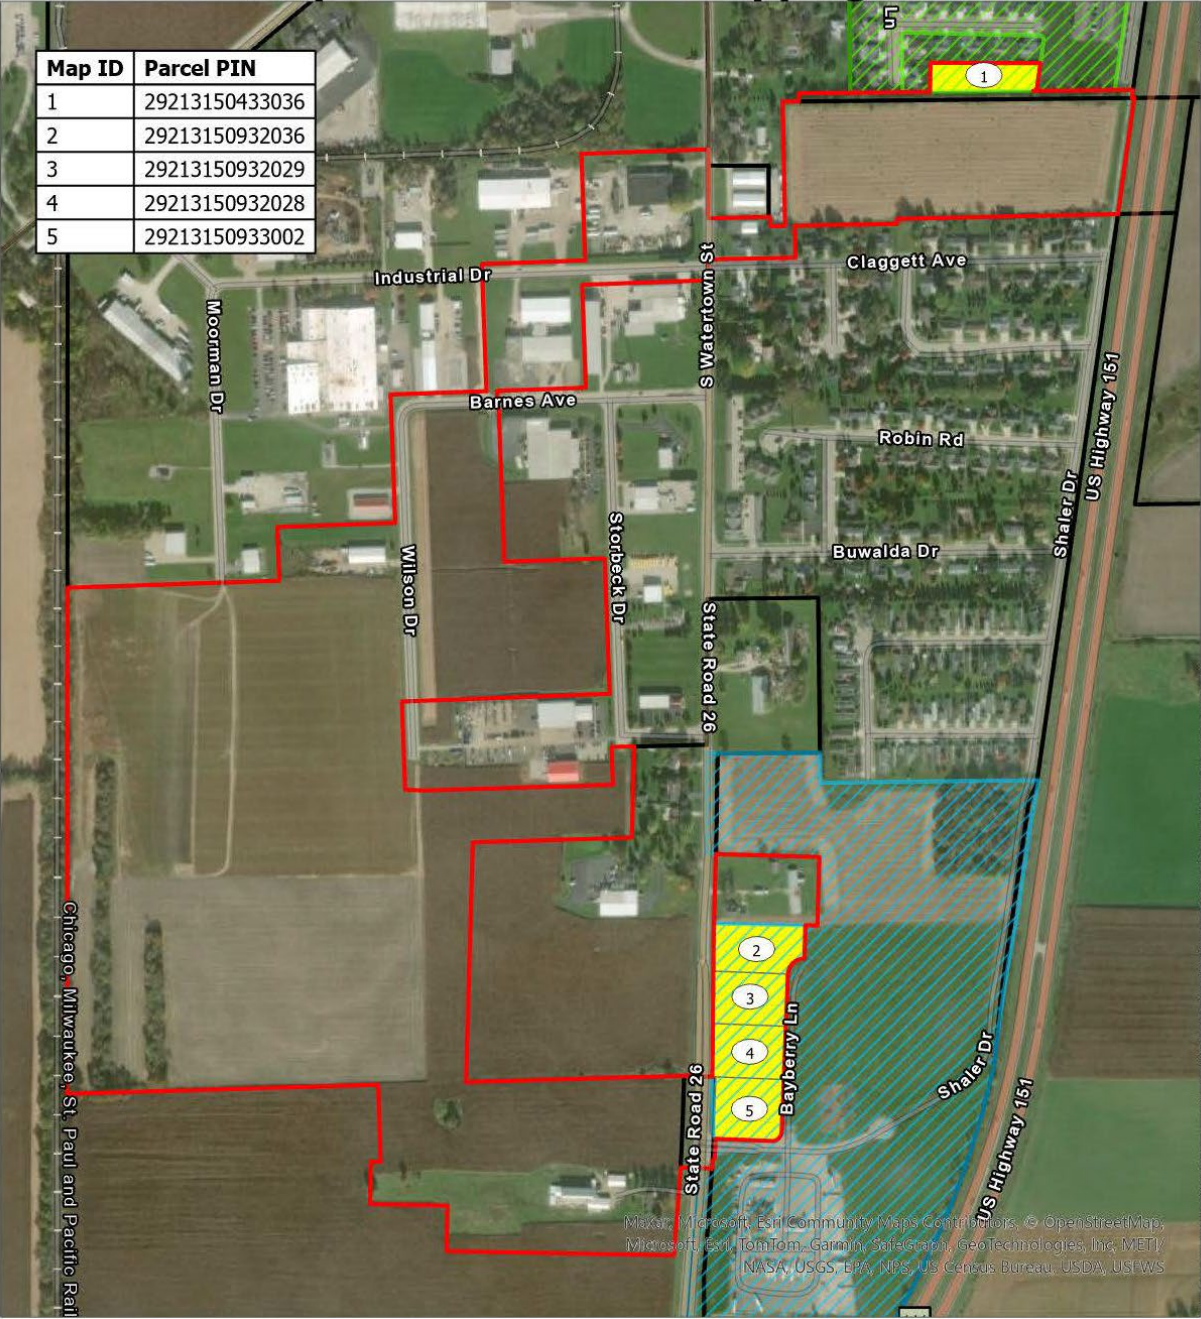 Ln
Map ID Parcel PIN
1 29213150433036
2 29213150932036
3 29213150932029
4 29213150932028
5 29213150933002
1
Industrial Dr
Claggett Ave
S Watertown St
Moorman Dr
US Highway 151
Barnes Ave
Robin Rd
Shaler Dr
Buwalda Dr
Storbeck Dr
Wilson Dr
State Road 26
2
3
4
5
Bayberry Ln
Shaler Dr
State Road 26
US Highway 151
Chicago, Milwaukee, St. Paul and Pacific Rail
Maxar, Microsoft, Esri Community Maps Contributors, © OpenStreetMap,
Microsoft, Esri, TomTom, Garmin, SafeGraph, GeoTechnologies, Inc, METI/
NASA, USGS, EPA, NPS, US Census Bureau, USDA, USFWS